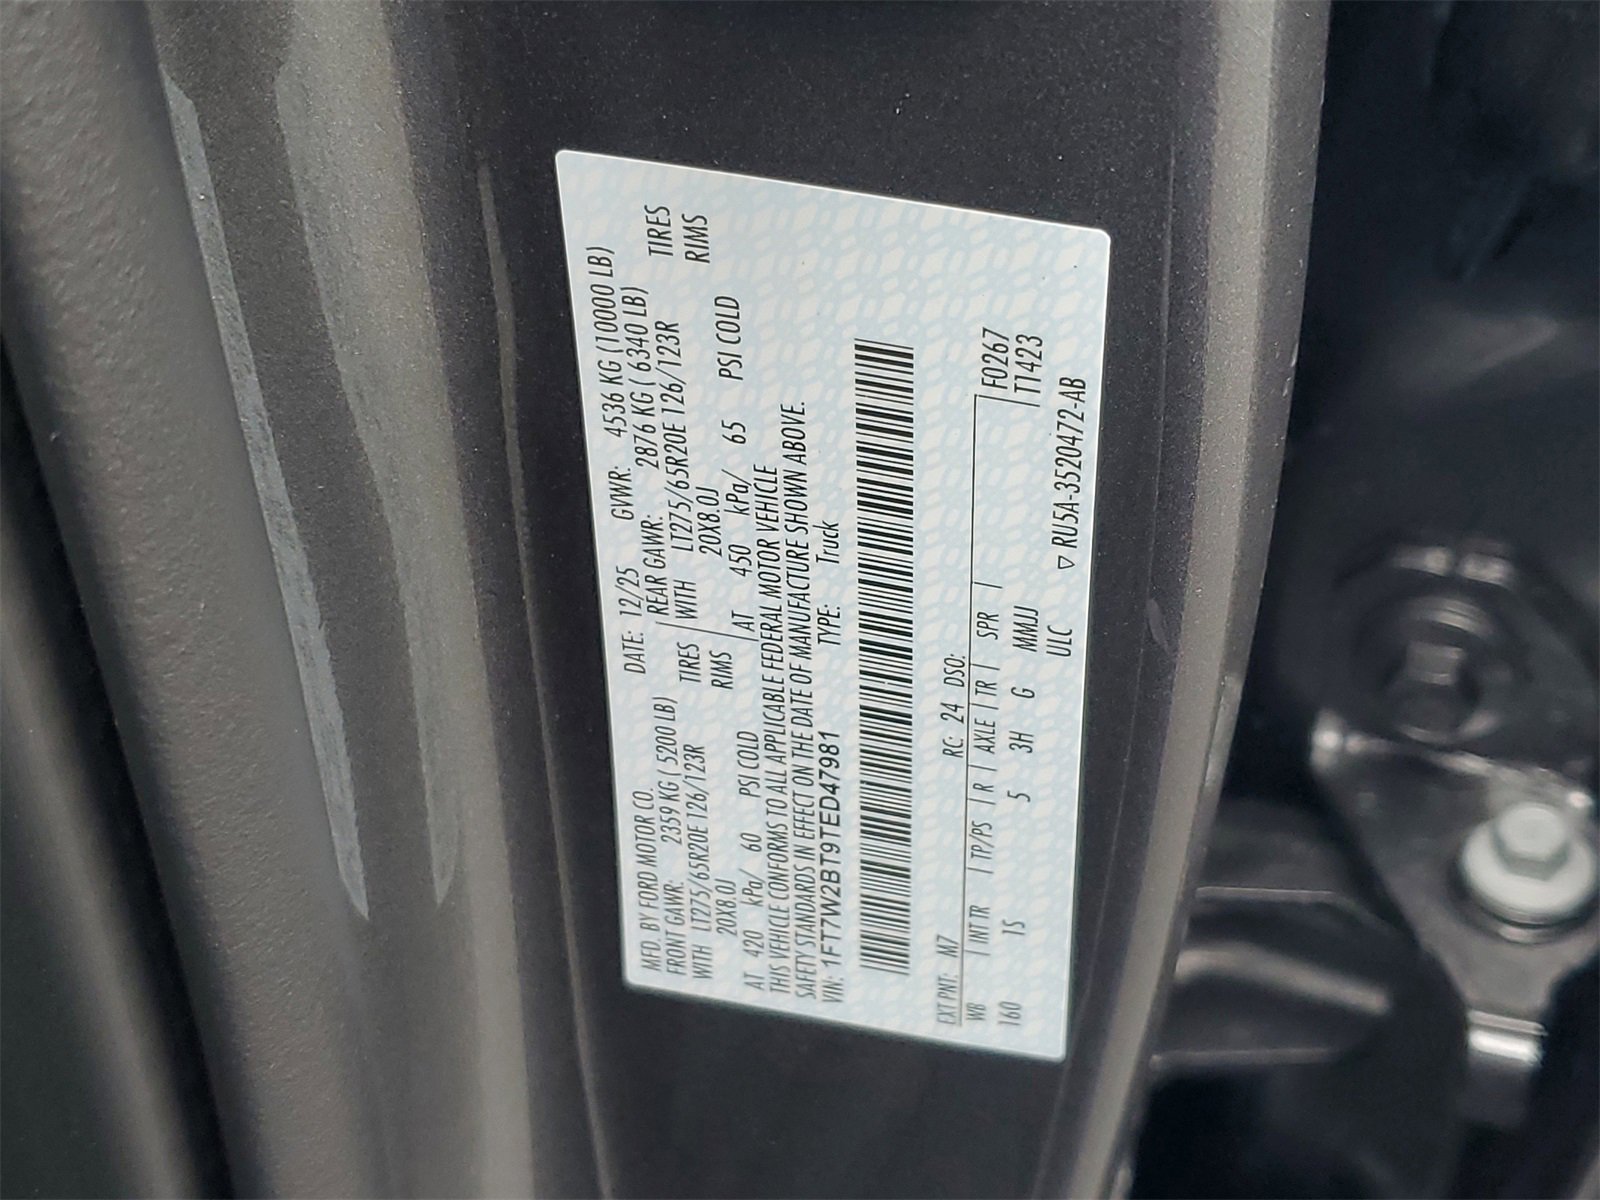 MFD. BY FORD MOTOR CO.
DATE: 12/25 GVWR: 4536 KG (10000 LB)
FRONT GAWR: 2359 KG ( 5200 LB)
REAR GAWR: 2876 KG ( 6340 LB)
WITH LT275/65R20E 126/123R TIRES
WITH LT275/65R20E 126/123R TIRES
20X8.0J RIMS
20X8.0J RIMS
AT 420 kPa/ 60 PSI COLD
AT 450 kPa/ 65 PSI COLD
THIS VEHICLE CONFORMS TO ALL APPLICABLE FEDERAL MOTOR VEHICLE
SAFETY STANDARDS IN EFFECT ON THE DATE OF MANUFACTURE SHOWN ABOVE.
VIN: 1FT7W2BT9TED47981 TYPE: Truck
EXT PNT: M7 RC: 24 DSO:
WB INT TR TP/PS R AXLE TR SPR F0267
160 1S 5 3H G MMJJ T1423
ULC ▽ RU5A-3520472-AB